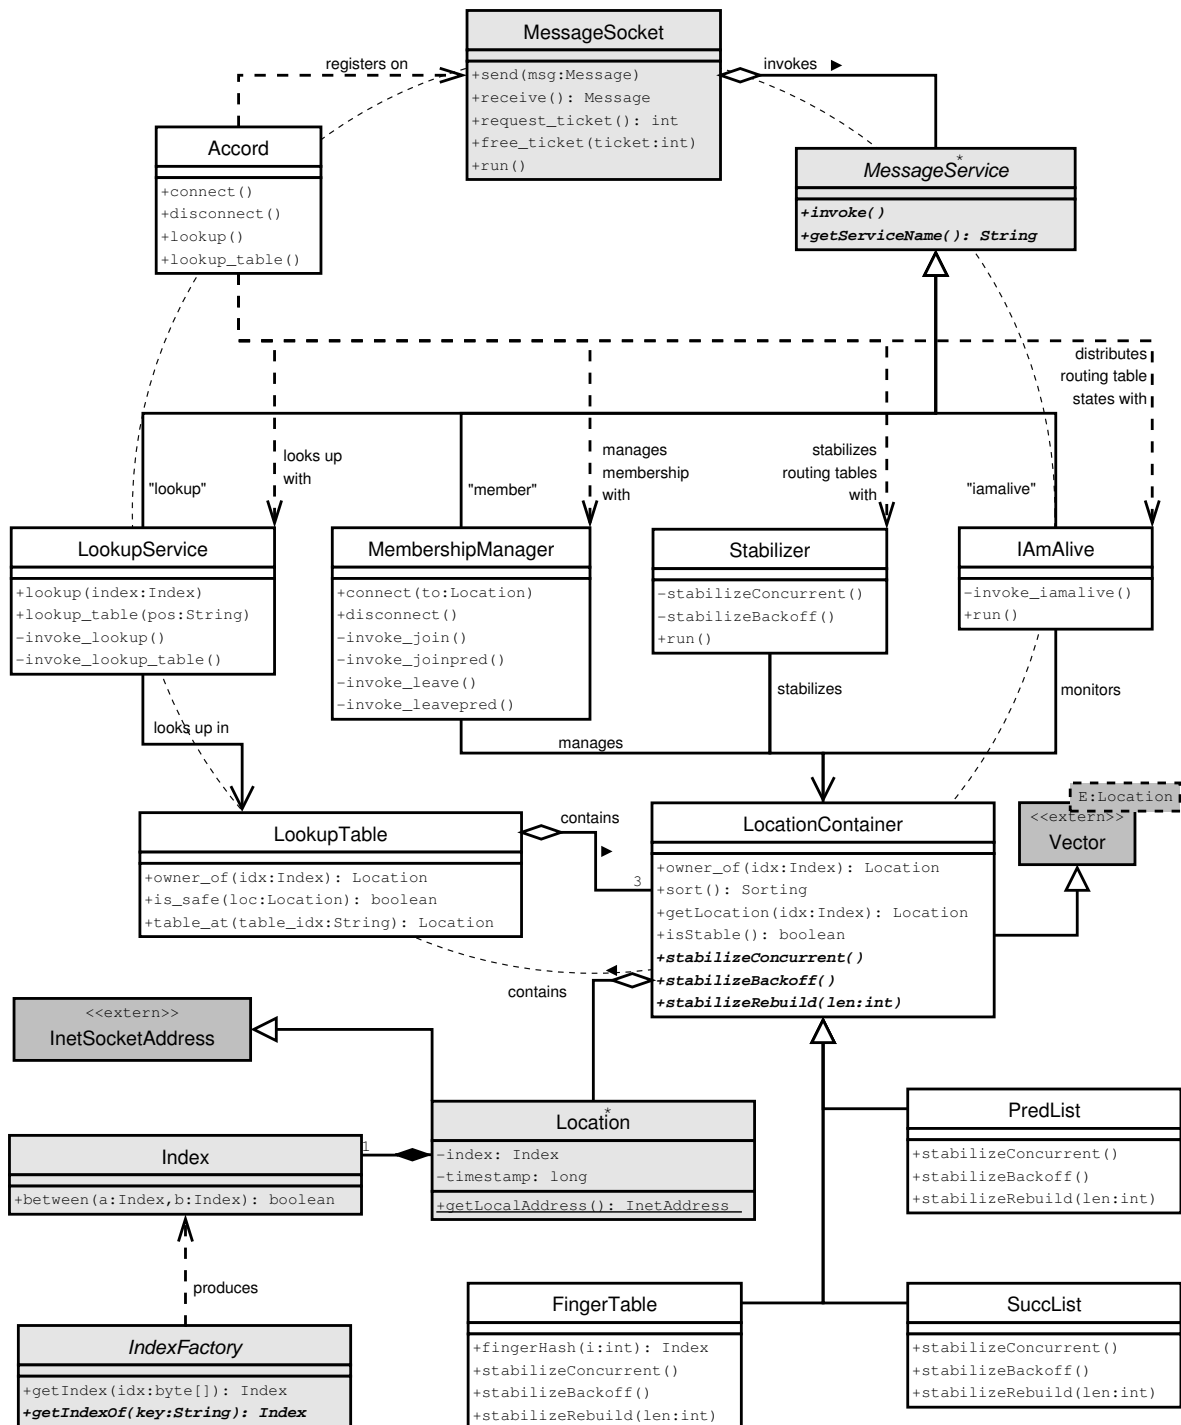 MessageSocket
+send(msg:Message)
+receive(): Message
+request_ticket(): int
+free_ticket(ticket:int)
+run()
registers on
invokes ►
Accord
+connect()
+disconnect()
+lookup()
+lookup_table()
*
MessageService
+invoke()
+getServiceName(): String
distributes
routing table
states with
looks up
with
manages
membership
with
stabilizes
routing tables
with
"lookup"
"member"
"iamalive"
LookupService
+lookup(index:Index)
+lookup_table(pos:String)
-invoke_lookup()
-invoke_lookup_table()
MembershipManager
+connect(to:Location)
+disconnect()
-invoke_join()
-invoke_joinpred()
-invoke_leave()
-invoke_leavepred()
Stabilizer
-stabilizeConcurrent()
-stabilizeBackoff()
+run()
IAmAlive
-invoke_iamalive()
+run()
looks up in
manages
stabilizes
monitors
LookupTable
+owner_of(idx:Index): Location
+is_safe(loc:Location): boolean
+table_at(table_idx:String): Location
contains
►
3
LocationContainer
+owner_of(idx:Index): Location
+sort(): Sorting
+getLocation(idx:Index): Location
+isStable(): boolean
+stabilizeConcurrent()
+stabilizeBackoff()
+stabilizeRebuild(len:int)
E:Location
<<extern>>
Vector
◄
contains
<<extern>>
InetSocketAddress
*
Location
-index: Index
-timestamp: long
+getLocalAddress(): InetAddress
1
Index
+between(a:Index,b:Index): boolean
produces
IndexFactory
+getIndex(idx:byte[]): Index
+getIndexOf(key:String): Index
PredList
+stabilizeConcurrent()
+stabilizeBackoff()
+stabilizeRebuild(len:int)
FingerTable
+fingerHash(i:int): Index
+stabilizeConcurrent()
+stabilizeBackoff()
+stabilizeRebuild(len:int)
SuccList
+stabilizeConcurrent()
+stabilizeBackoff()
+stabilizeRebuild(len:int)